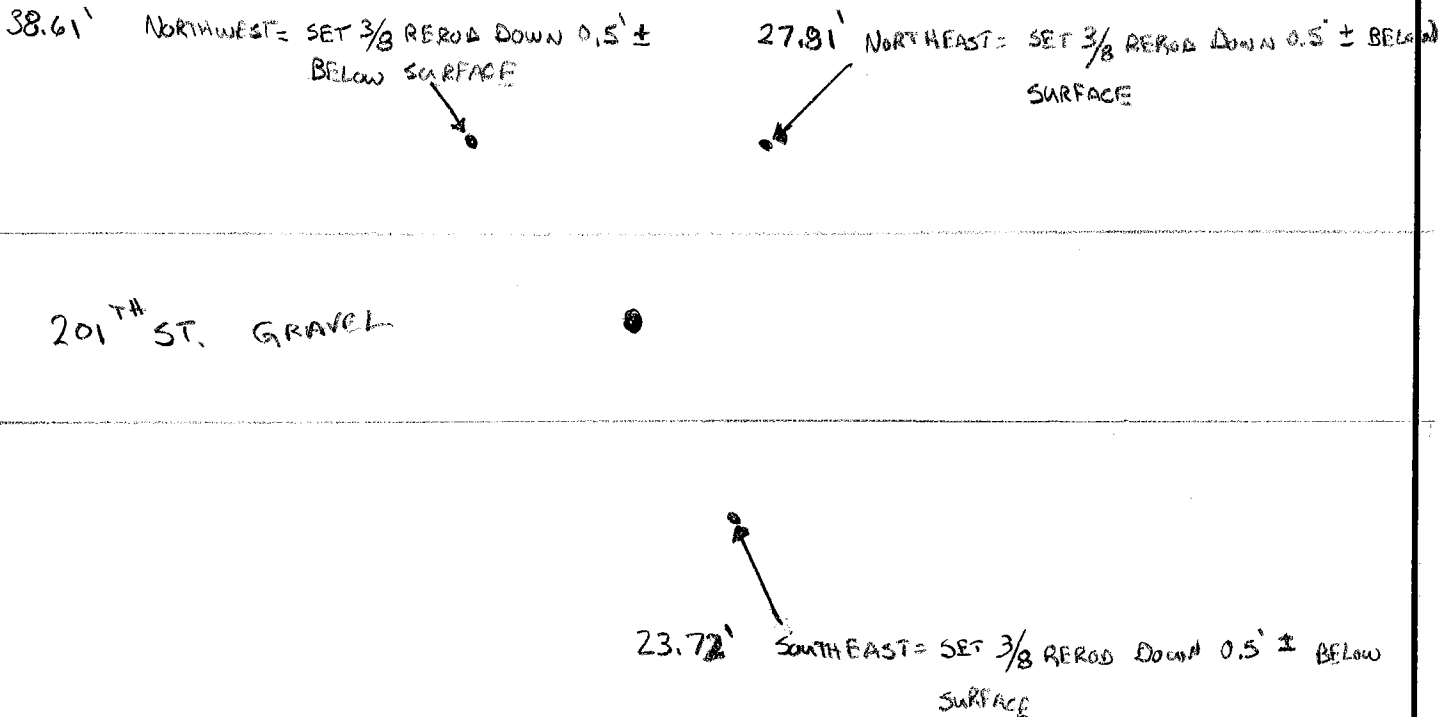 38.61' NORTHWEST= SET 3/8 REROD DOWN 0.5' ±
BELOW SURFACE
27.81' NORTHEAST= SET 3/8 REROD DOWN 0.5' ± BELOW
SURFACE
201TH ST. GRAVEL
23.72' SOUTHEAST= SET 3/8 REROD DOWN 0.5' ± BELOW
SURFACE